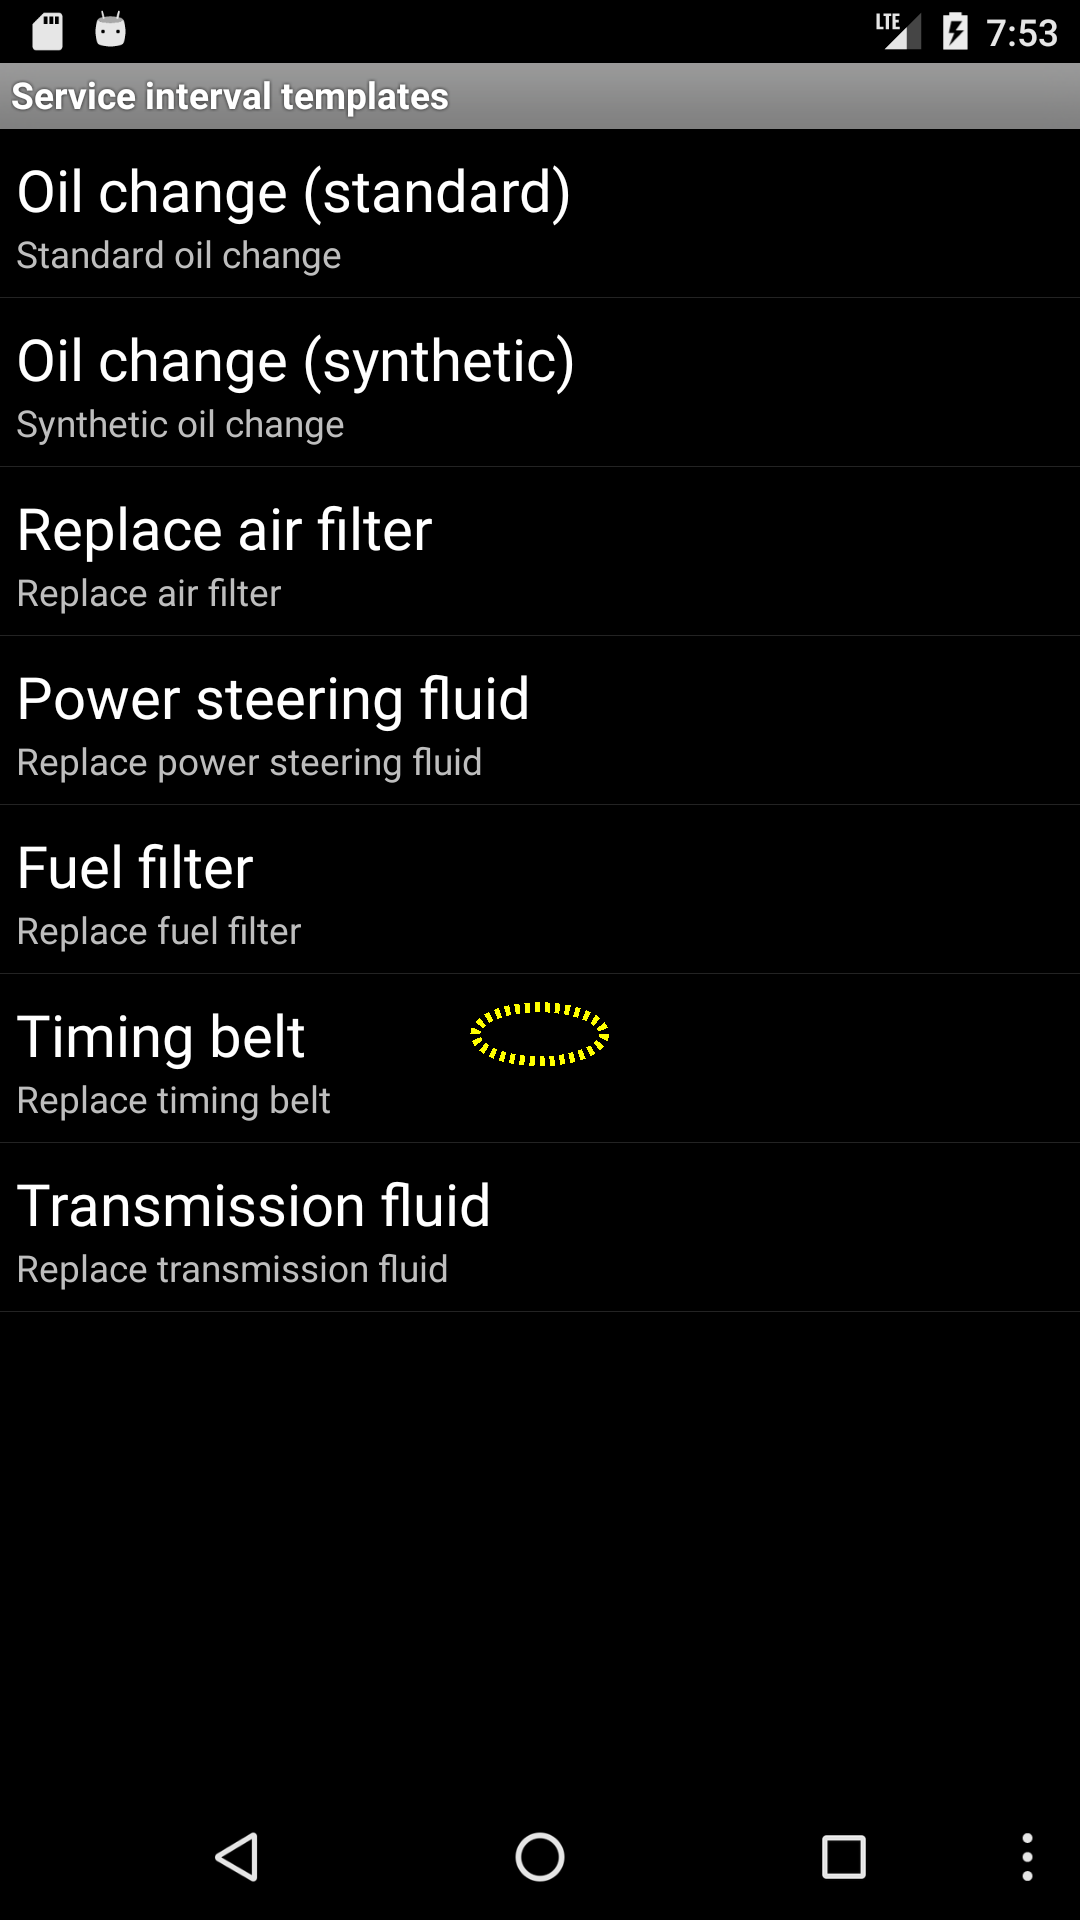 LTE 7:53
Service interval templates
Oil change (standard)
Standard oil change
Oil change (synthetic)
Synthetic oil change
Replace air filter
Replace air filter
Power steering fluid
Replace power steering fluid
Fuel filter
Replace fuel filter
Timing belt
Replace timing belt
Transmission fluid
Replace transmission fluid